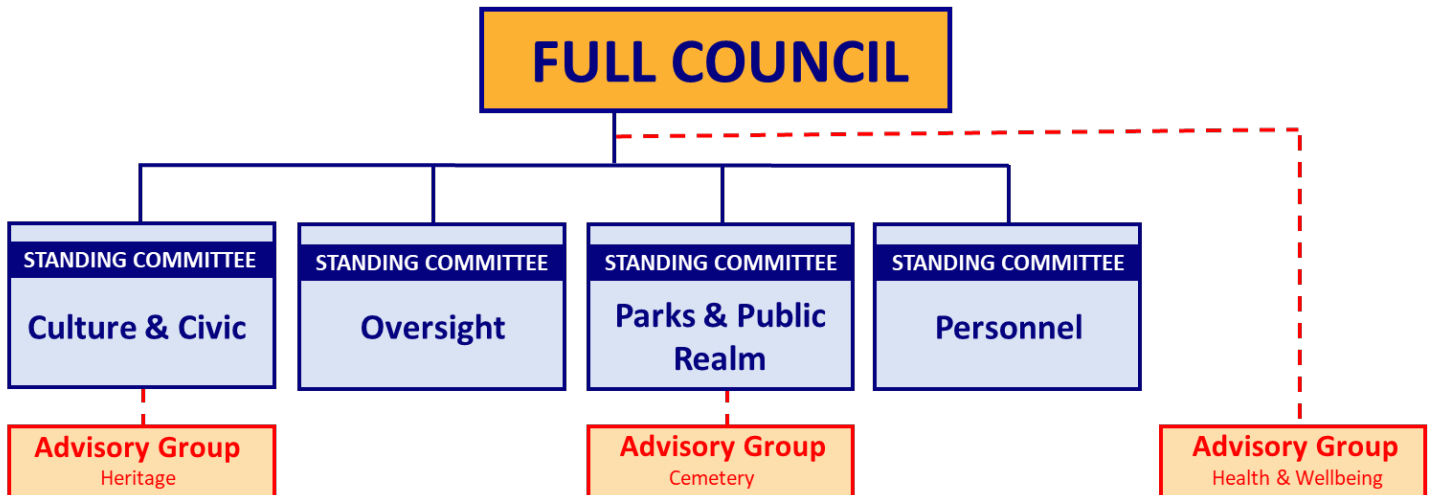 FULL COUNCIL
STANDING COMMITTEE
Culture & Civic
STANDING COMMITTEE
Oversight
STANDING COMMITTEE
Parks & Public
Realm
STANDING COMMITTEE
Personnel
Advisory Group
Heritage
Advisory Group
Cemetery
Advisory Group
Health & Wellbeing